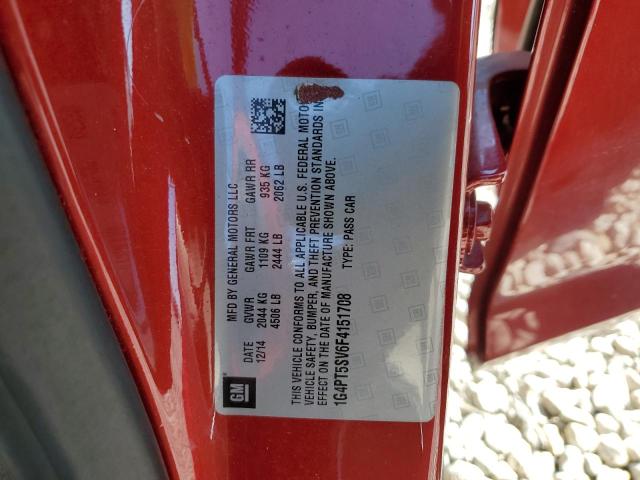 MFD BY GENERAL MOTORS LLC
DATE GVWR GAWR FRT GAWR RR
12/14 2044 KG 1109 KG 935 KG
4506 LB 2444 LB 2062 LB
THIS VEHICLE CONFORMS TO ALL APPLICABLE U.S. FEDERAL MOTOR
VEHICLE SAFETY, BUMPER, AND THEFT PREVENTION STANDARDS IN
EFFECT ON THE DATE OF MANUFACTURE SHOWN ABOVE.
1G4PT5SV6F4151708 TYPE: PASS CAR
GM